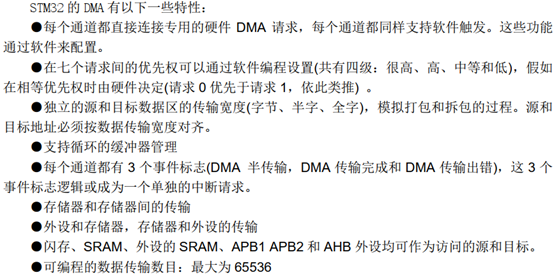 STM32 的 DMA 有以下一些特性:
●每个通道都直接连接专用的硬件 DMA 请求,每个通道都同样支持软件触发。这些功能
通过软件来配置。
●在七个请求间的优先权可以通过软件编程设置(共有四级:很高、高、中等和低),假如
在相等优先权时由硬件决定(请求 0 优先于请求 1,依此类推) 。
●独立的源和目标数据区的传输宽度(字节、半字、全字),模拟打包和拆包的过程。源和
目标地址必须按数据传输宽度对齐。
●支持循环的缓冲器管理
●每个通道都有 3 个事件标志(DMA 半传输,DMA 传输完成和 DMA 传输出错),这 3 个
事件标志逻辑或成为一个单独的中断请求。
●存储器和存储器间的传输
●外设和存储器,存储器和外设的传输
●闪存、SRAM、外设的 SRAM、APB1 APB2 和 AHB 外设均可作为访问的源和目标。
●可编程的数据传输数目:最大为 65536